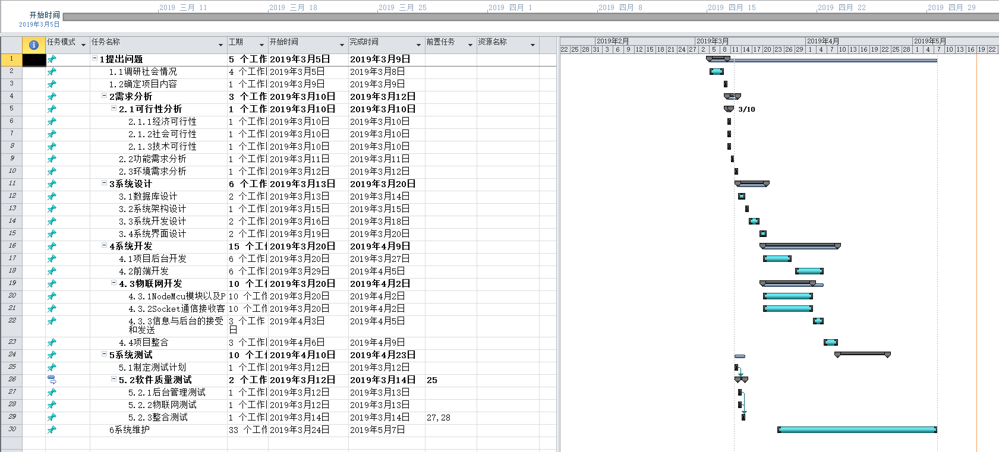 2019 三月 11 2019 三月 18 2019 三月 25 2019 四月 1 2019 四月 8 2019 四月 15 2019 四月 22 2019 四月 29
开始时间
2019年3月5日
任务模式 任务名称 工期 开始时间 完成时间 前置任务 资源名称
2019年2月 2019年3月 2019年4月 2019年5月
22 25 28 31 3 6 9 12 15 18 21 24 27 2 5 8 11 14 17 20 23 26 29 1 4 7 10 13 16 19 22 25 28 1 4 7 10 13 16 19 22
1 1提出问题 5 个工作 2019年3月5日 2019年3月9日
2 1.1调研社会情况 4 个工作 2019年3月5日 2019年3月8日
3 1.2确定项目内容 1 个工作 2019年3月9日 2019年3月9日
4 2需求分析 3 个工作 2019年3月10日 2019年3月12日
5 2.1可行性分析 1 个工作 2019年3月10日 2019年3月10日 3/10
6 2.1.1经济可行性 1 个工作 2019年3月10日 2019年3月10日
7 2.1.2社会可行性 1 个工作 2019年3月10日 2019年3月10日
8 2.1.3技术可行性 1 个工作 2019年3月10日 2019年3月10日
9 2.2功能需求分析 1 个工作 2019年3月11日 2019年3月11日
10 2.3环境需求分析 1 个工作 2019年3月12日 2019年3月12日
11 3系统设计 6 个工作 2019年3月13日 2019年3月20日
12 3.1数据库设计 2 个工作 2019年3月13日 2019年3月14日
13 3.2系统架构设计 1 个工作 2019年3月15日 2019年3月15日
14 3.3系统开发设计 2 个工作 2019年3月16日 2019年3月18日
15 3.4系统界面设计 2 个工作 2019年3月19日 2019年3月20日
16 4系统开发 15 个工 2019年3月20日 2019年4月9日
17 4.1项目后台开发 6 个工作 2019年3月20日 2019年3月27日
18 4.2前端开发 6 个工作 2019年3月29日 2019年4月5日
19 4.3物联网开发 10 个工 2019年3月20日 2019年4月2日
20 4.3.1NodeMcu模块以及P 10 个工作 2019年3月20日 2019年4月2日
21 4.3.2Socket通信接收客 10 个工作 2019年3月20日 2019年4月2日
22 4.3.3信息与后台的接受 3 个工作 2019年4月3日 2019年4月5日
和发送 日
23 4.4项目整合 3 个工作 2019年4月6日 2019年4月9日
24 5系统测试 10 个工 2019年4月10日 2019年4月23日
25 5.1制定测试计划 1 个工作 2019年3月12日 2019年3月12日
26 5.2软件质量测试 2 个工作 2019年3月12日 2019年3月14日 25
27 5.2.1后台管理测试 1 个工作 2019年3月12日 2019年3月13日
28 5.2.2物联网测试 1 个工作 2019年3月12日 2019年3月13日
29 5.2.3整合测试 1 个工作 2019年3月14日 2019年3月14日 27,28
30 6系统维护 33 个工作 2019年3月24日 2019年5月7日